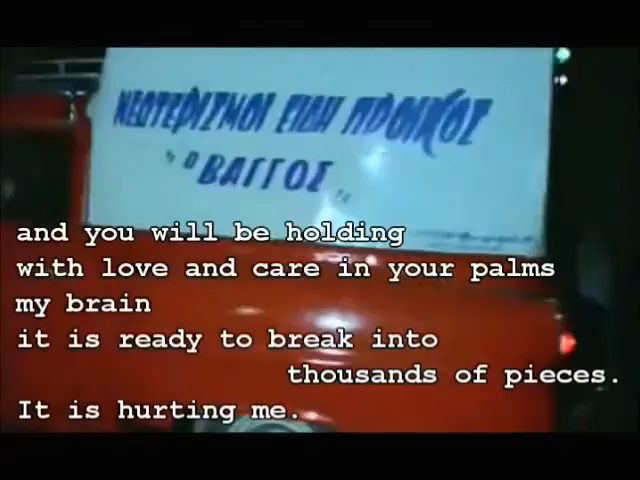 ΝΕΩΤΕΡΙΣΜΟΙ ΕΙΔΗ ΠΡΟΙΚΟΣ
"Ο ΒΑΓΓΟΣ"
and you will be holding
with love and care in your palms
my brain
it is ready to break into
thousands of pieces.
It is hurting me.